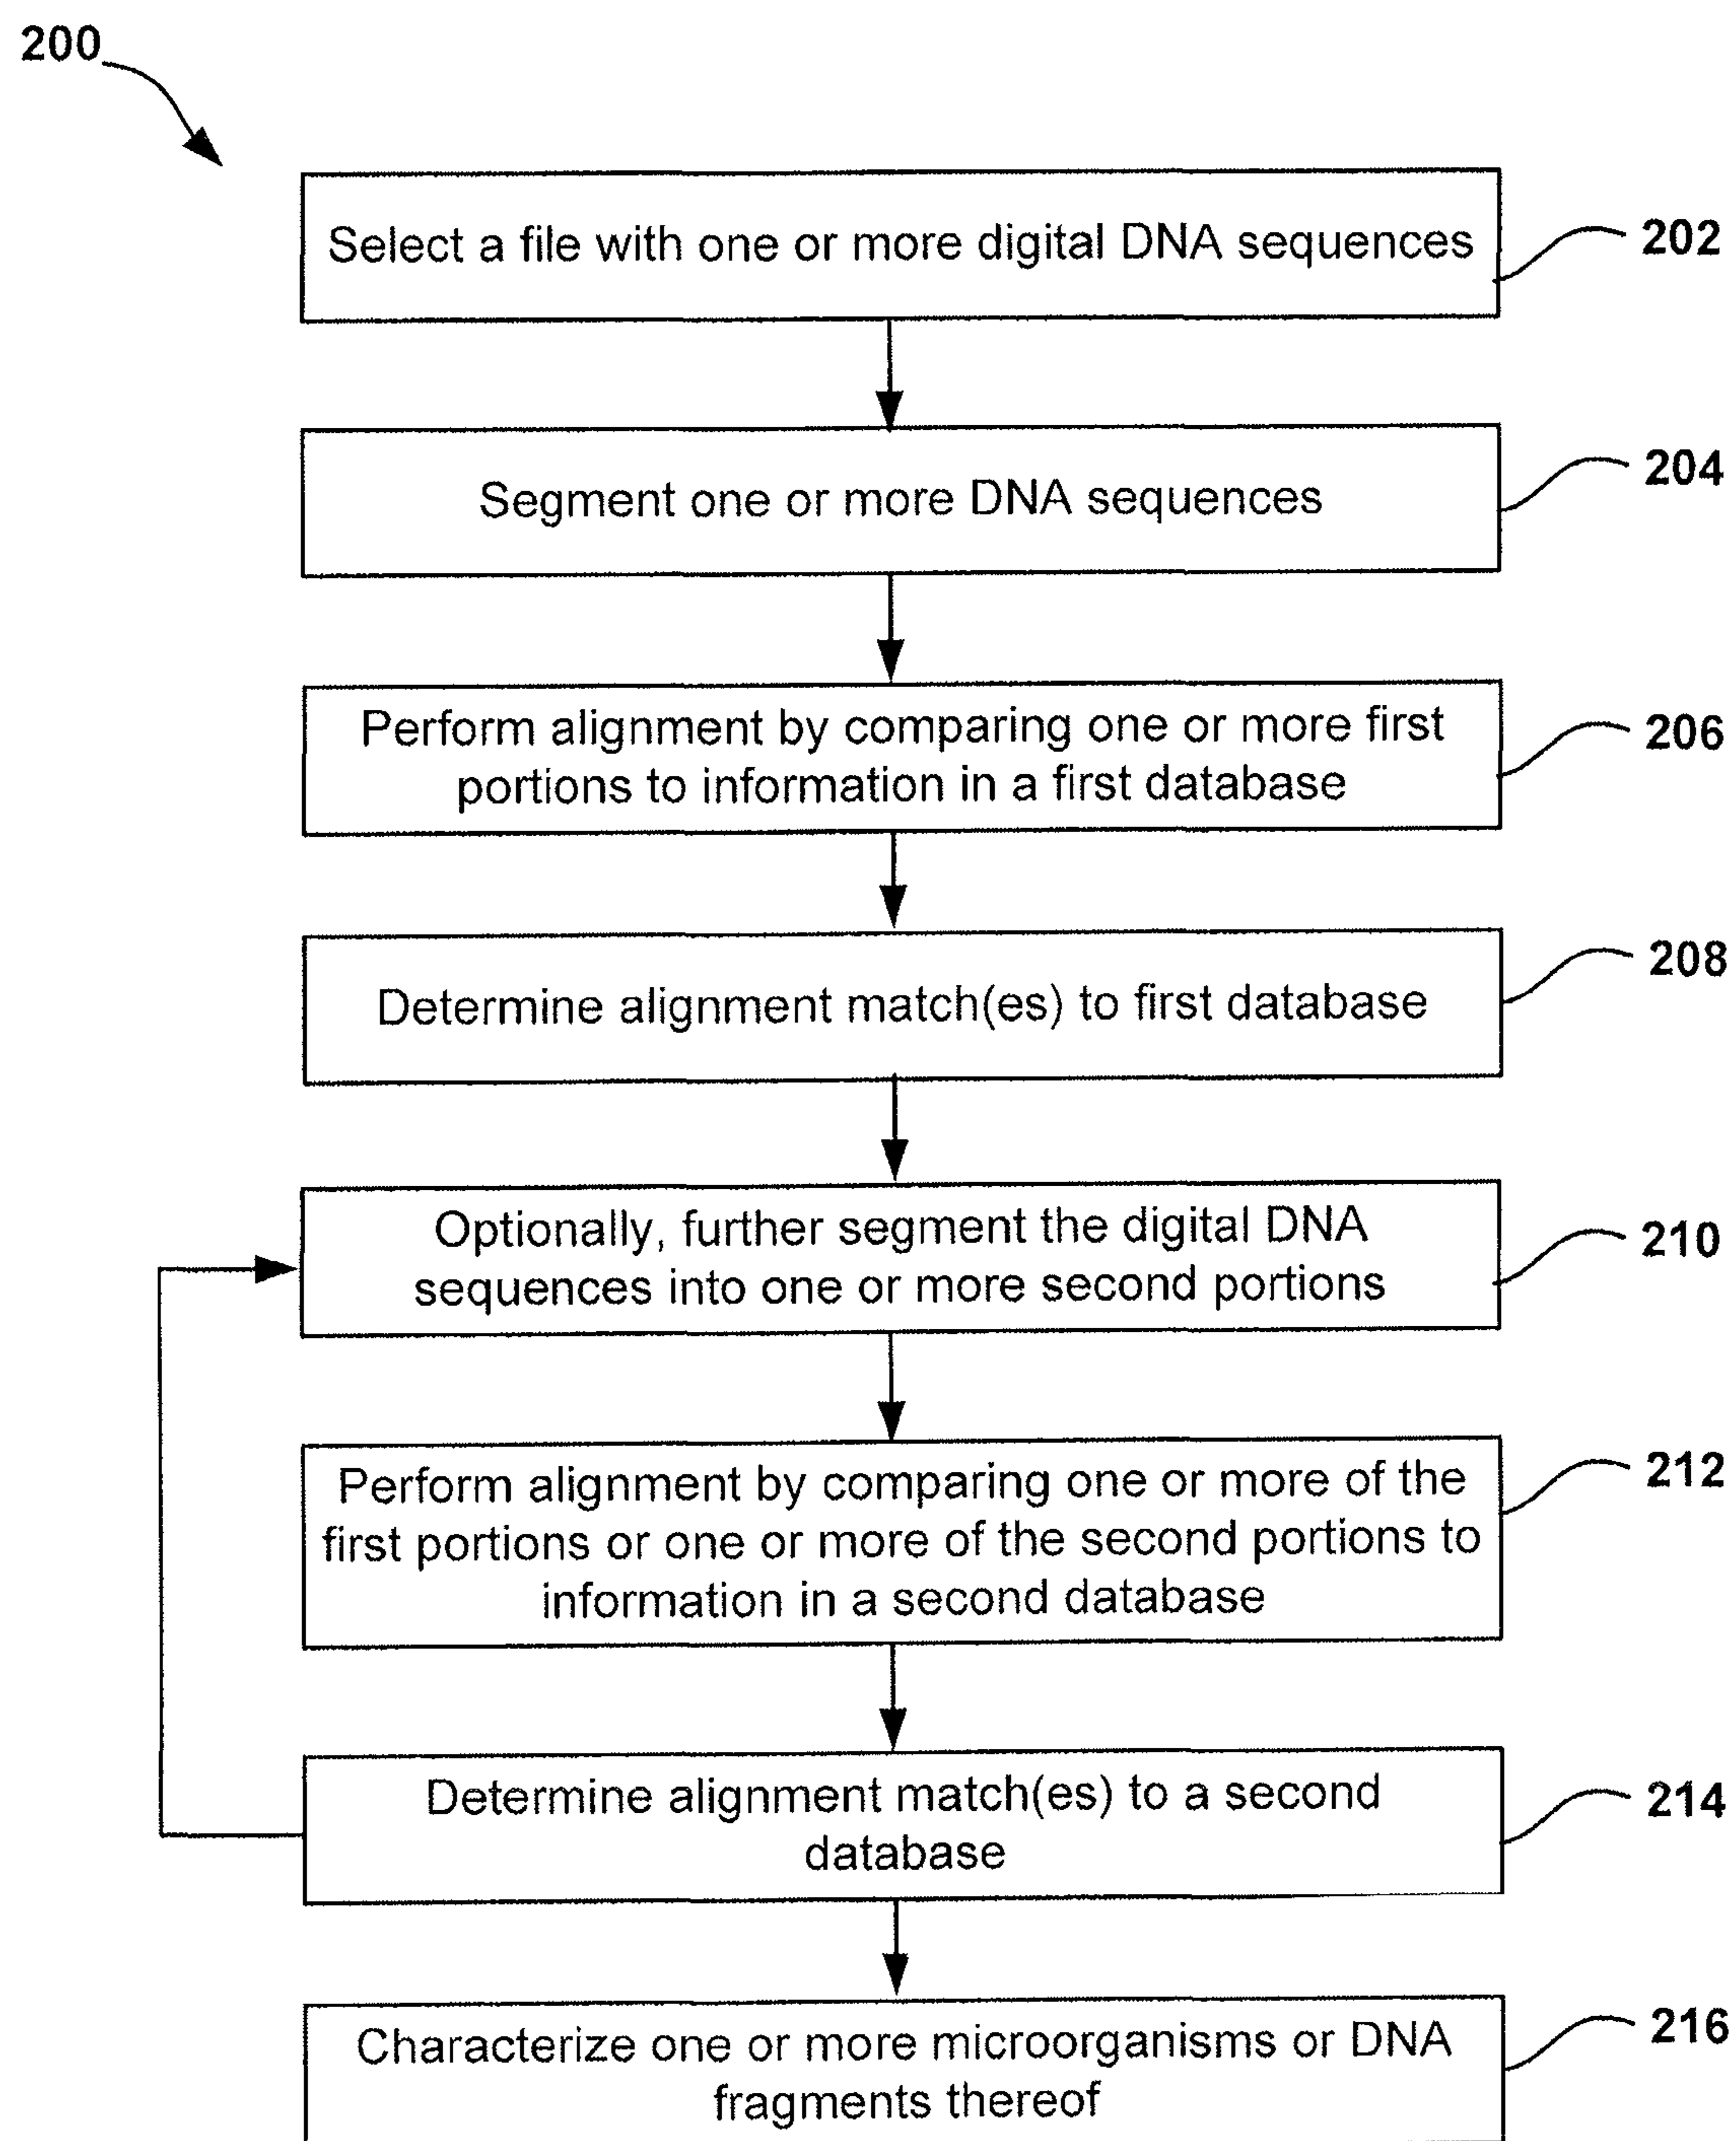 200
Select a file with one or more digital DNA sequences
202
Segment one or more DNA sequences
204
Perform alignment by comparing one or more first
portions to information in a first database
206
Determine alignment match(es) to first database
208
Optionally, further segment the digital DNA
sequences into one or more second portions
210
Perform alignment by comparing one or more of the
first portions or one or more of the second portions to
information in a second database
212
Determine alignment match(es) to a second
database
214
Characterize one or more microorganisms or DNA
fragments thereof
216